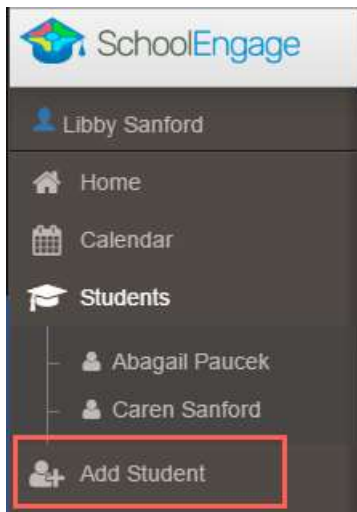 SchoolEngage
Libby Sanford
Home
Calendar
Students
Abagail Paucek
Caren Sanford
Add Student